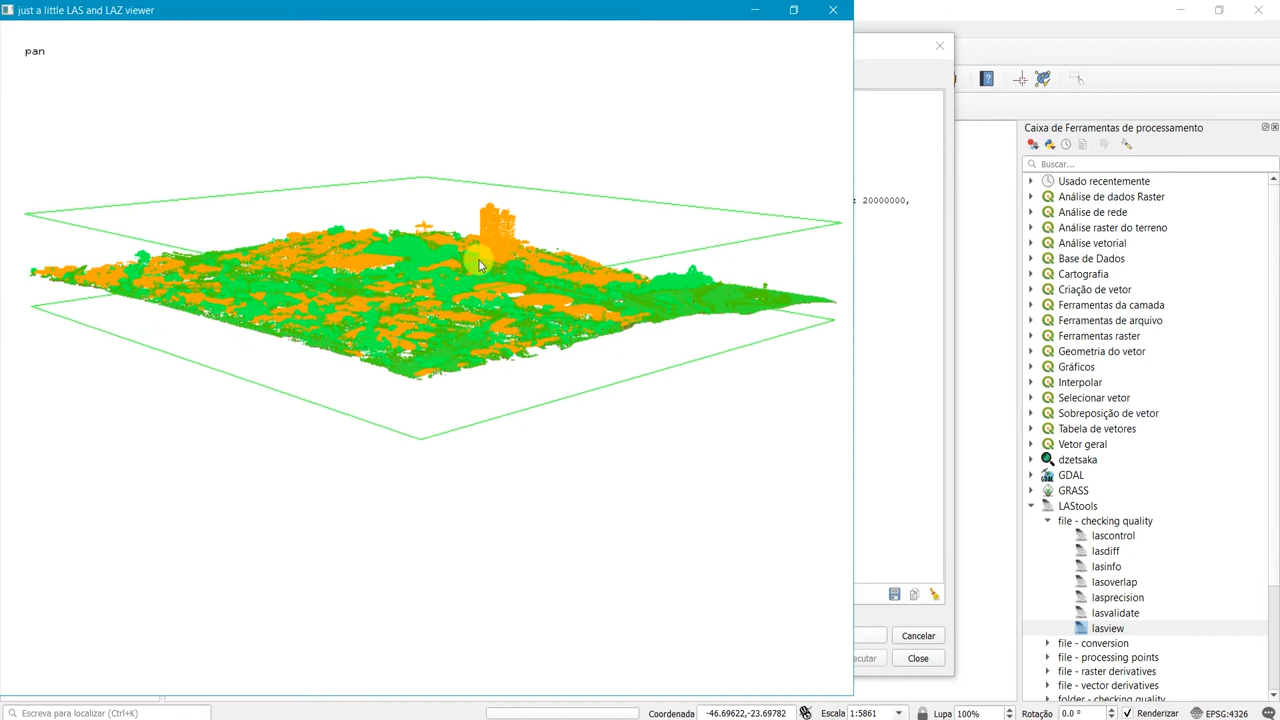 just a little LAS and LAZ viewer
pan
: 20000000,
ecutar
Cancelar
Close
Caixa de Ferramentas de processamento
Buscar...
Usado recentemente
Análise de dados Raster
Análise de rede
Análise raster do terreno
Análise vetorial
Base de Dados
Cartografia
Criação de vetor
Ferramentas da camada
Ferramentas de arquivo
Ferramentas raster
Geometria do vetor
Gráficos
Interpolar
Selecionar vetor
Sobreposição de vetor
Tabela de vetores
Vetor geral
dzetsaka
GDAL
GRASS
LAStools
file - checking quality
lascontrol
lasdiff
lasinfo
lasoverlap
lasprecision
lasvalidate
lasview
file - conversion
file - processing points
file - raster derivatives
file - vector derivatives
folder - checking quality
Escreva para localizar (Ctrl+K)
Coordenada -46.69622,-23.69782 Escala 1:5861 Lupa 100% Rotação 0.0 ° Renderizar EPSG:4326